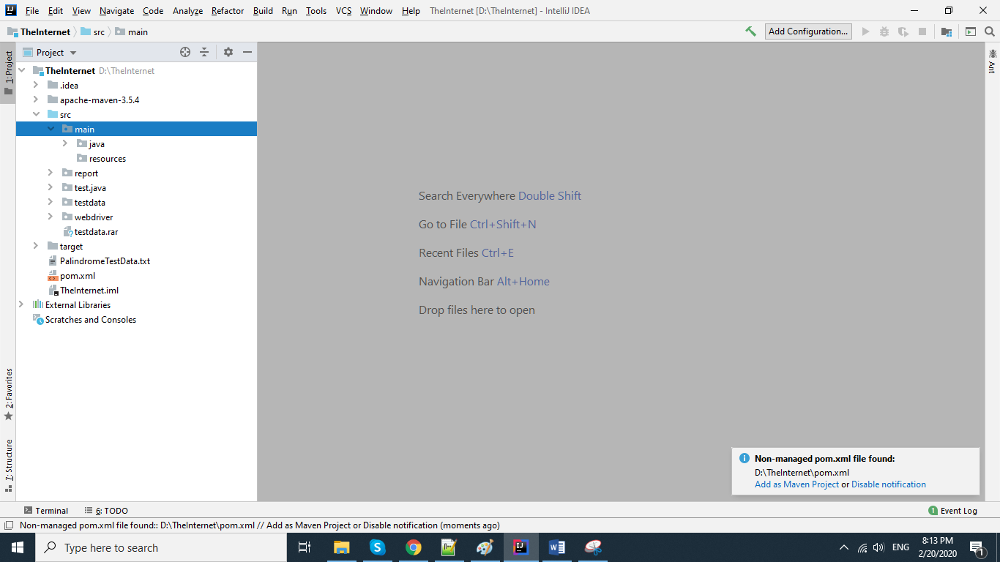 File Edit View Navigate Code Analyze Refactor Build Run Tools VCS Window Help TheInternet [D:\TheInternet] - IntelliJ IDEA
TheInternet src main Add Configuration...
1: Project
Project
TheInternet D:\TheInternet
.idea
apache-maven-3.5.4
src
main
java
resources
report
test.java
testdata
webdriver
testdata.rar
target
PalindromeTestData.txt
pom.xml
TheInternet.iml
External Libraries
Scratches and Consoles
2: Favorites
7: Structure
Ant
Search Everywhere Double Shift
Go to File Ctrl+Shift+N
Recent Files Ctrl+E
Navigation Bar Alt+Home
Drop files here to open
Non-managed pom.xml file found:
D:\TheInternet\pom.xml
Add as Maven Project or Disable notification
Terminal 6: TODO 1 Event Log
Non-managed pom.xml file found:: D:\TheInternet\pom.xml // Add as Maven Project or Disable notification (moments ago)
Type here to search
ENG
8:13 PM
2/20/2020
1